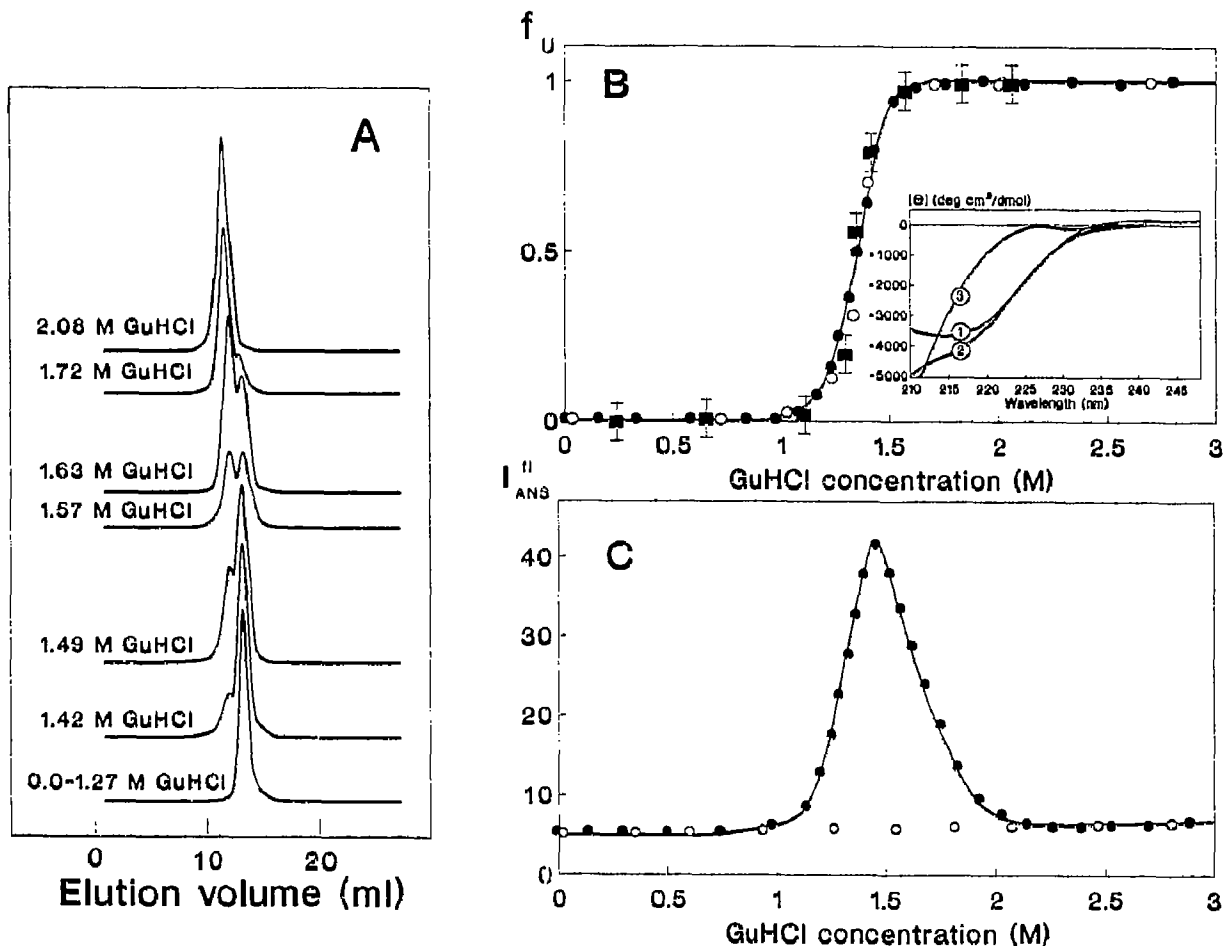 A
2.08 M GuHCl
1.72 M GuHCl
1.63 M GuHCl
1.57 M GuHCl
1.49 M GuHCl
1.42 M GuHCl
0.0-1.27 M GuHCl
0 10 20
Elution volume (ml)
f U
B
1
0.5
0
0 0.5 1 1.5 2 2.5 3
GuHCl concentration (M)
[Θ] (deg cm²/dmol)
0
-1000
-2000
-3000
-4000
-5000
3
1
2
210 215 220 225 230 235 240 245
Wavelength (nm)
I fl ANS
C
40
30
20
10
0
0 0.5 1 1.5 2 2.5 3
GuHCl concentration (M)